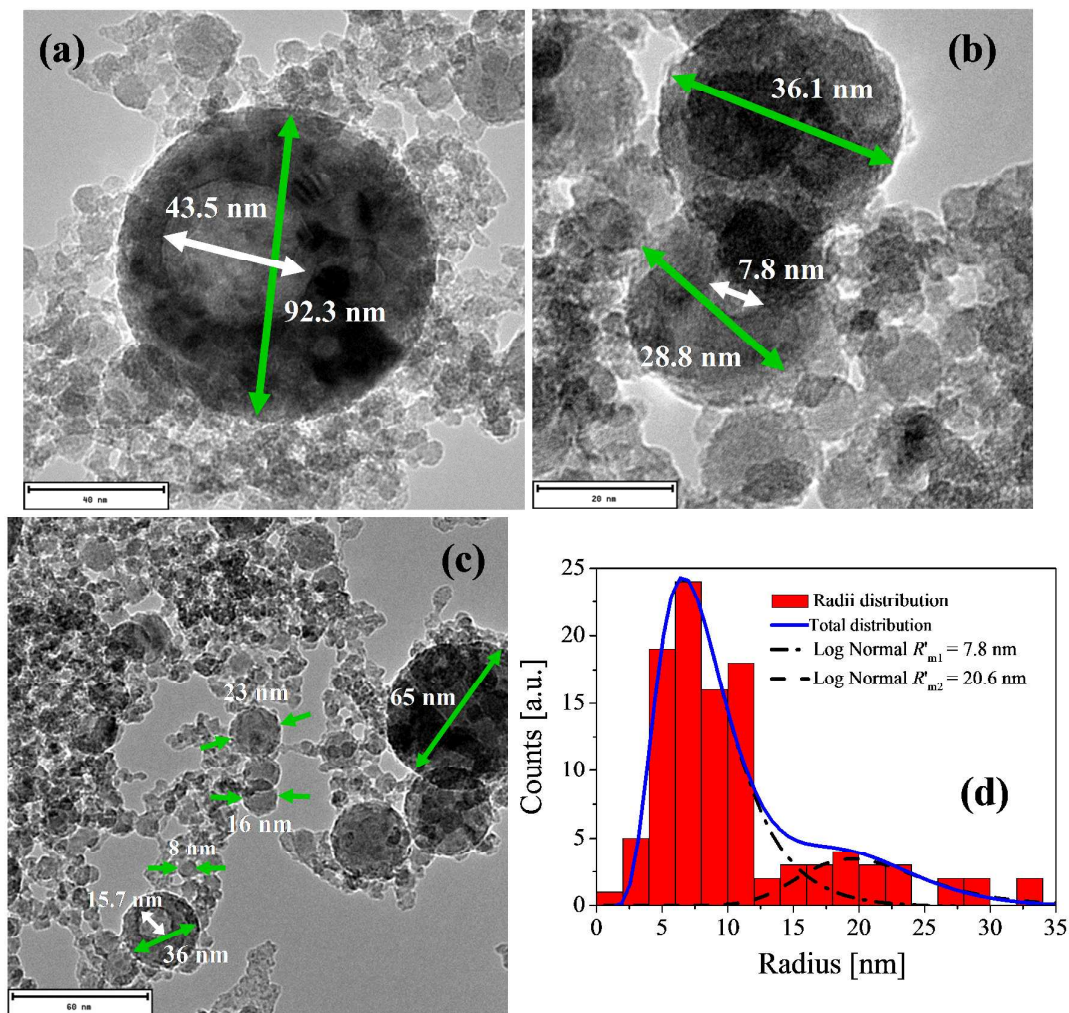 (a)
43.5 nm
92.3 nm
40 nm
(b)
36.1 nm
7.8 nm
28.8 nm
20 nm
(c)
23 nm
65 nm
16 nm
8 nm
15.7 nm
36 nm
60 nm
25
20
15
10
5
0
Counts [a.u.]
Radii distribution
Total distribution
Log Normal R'm1 = 7.8 nm
Log Normal R'm2 = 20.6 nm
(d)
0 5 10 15 20 25 30 35
Radius [nm]